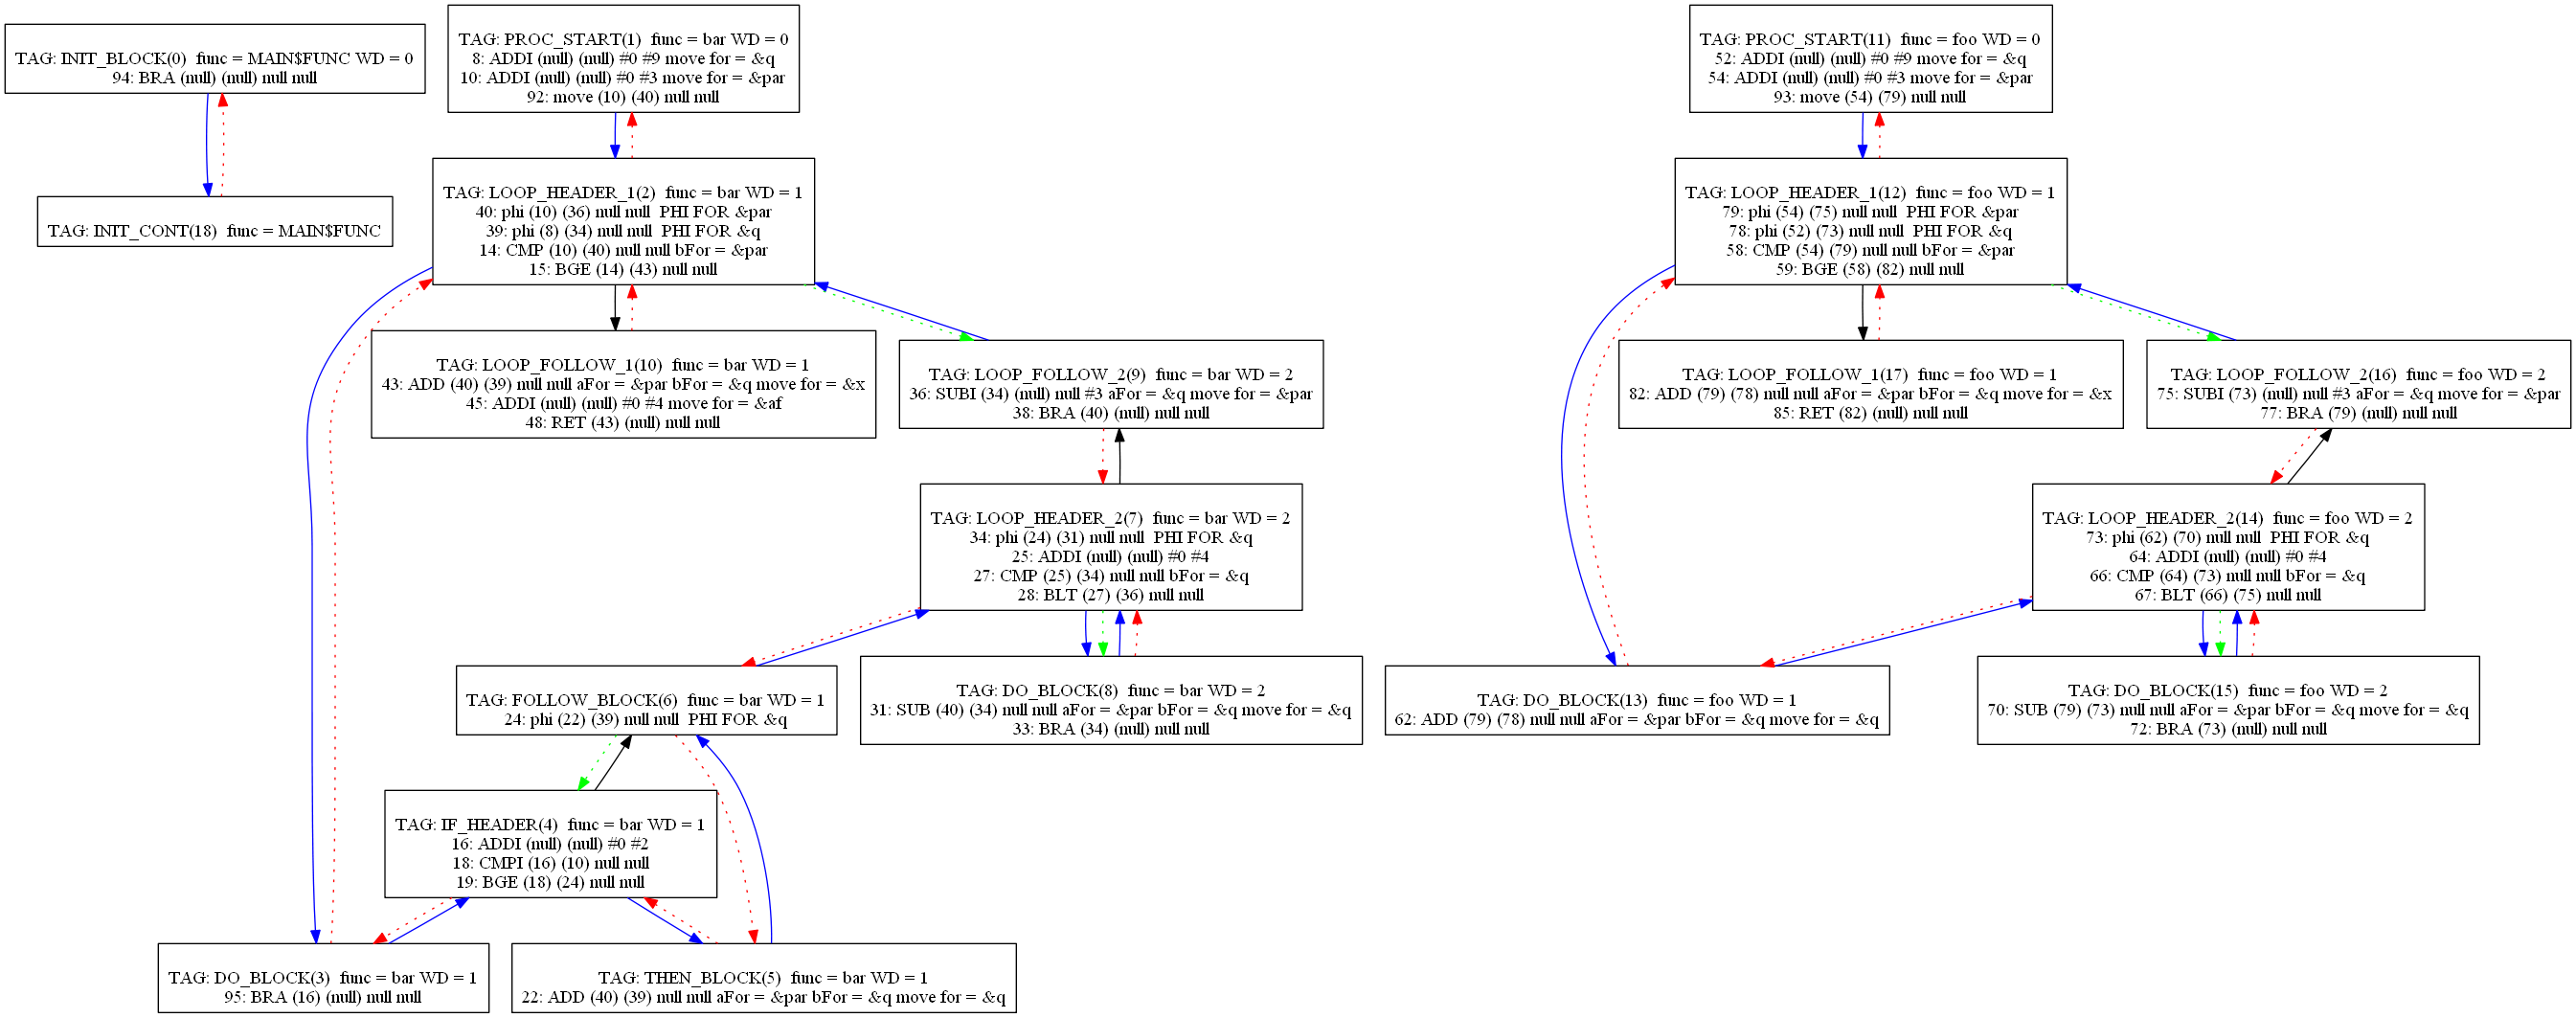 TAG: INIT_BLOCK(0)  func = MAIN$FUNC WD = 0
94: BRA (null) (null) null null
TAG: INIT_CONT(18)  func = MAIN$FUNC
TAG: PROC_START(1)  func = bar WD = 0
8: ADDI (null) (null) #0 #9 move for = &q
10: ADDI (null) (null) #0 #3 move for = &par
92: move (10) (40) null null
TAG: LOOP_HEADER_1(2)  func = bar WD = 1
40: phi (10) (36) null null  PHI FOR &par
39: phi (8) (34) null null  PHI FOR &q
14: CMP (10) (40) null null bFor = &par
15: BGE (14) (43) null null
TAG: LOOP_FOLLOW_1(10)  func = bar WD = 1
43: ADD (40) (39) null null aFor = &par bFor = &q move for = &x
45: ADDI (null) (null) #0 #4 move for = &af
48: RET (43) (null) null null
TAG: LOOP_FOLLOW_2(9)  func = bar WD = 2
36: SUBI (34) (null) null #3 aFor = &q move for = &par
38: BRA (40) (null) null null
TAG: LOOP_HEADER_2(7)  func = bar WD = 2
34: phi (24) (31) null null  PHI FOR &q
25: ADDI (null) (null) #0 #4
27: CMP (25) (34) null null bFor = &q
28: BLT (27) (36) null null
TAG: FOLLOW_BLOCK(6)  func = bar WD = 1
24: phi (22) (39) null null  PHI FOR &q
TAG: DO_BLOCK(8)  func = bar WD = 2
31: SUB (40) (34) null null aFor = &par bFor = &q move for = &q
33: BRA (34) (null) null null
TAG: IF_HEADER(4)  func = bar WD = 1
16: ADDI (null) (null) #0 #2
18: CMPI (16) (10) null null
19: BGE (18) (24) null null
TAG: DO_BLOCK(3)  func = bar WD = 1
95: BRA (16) (null) null null
TAG: THEN_BLOCK(5)  func = bar WD = 1
22: ADD (40) (39) null null aFor = &par bFor = &q move for = &q
TAG: PROC_START(11)  func = foo WD = 0
52: ADDI (null) (null) #0 #9 move for = &q
54: ADDI (null) (null) #0 #3 move for = &par
93: move (54) (79) null null
TAG: LOOP_HEADER_1(12)  func = foo WD = 1
79: phi (54) (75) null null  PHI FOR &par
78: phi (52) (73) null null  PHI FOR &q
58: CMP (54) (79) null null bFor = &par
59: BGE (58) (82) null null
TAG: LOOP_FOLLOW_1(17)  func = foo WD = 1
82: ADD (79) (78) null null aFor = &par bFor = &q move for = &x
85: RET (82) (null) null null
TAG: LOOP_FOLLOW_2(16)  func = foo WD = 2
75: SUBI (73) (null) null #3 aFor = &q move for = &par
77: BRA (79) (null) null null
TAG: LOOP_HEADER_2(14)  func = foo WD = 2
73: phi (62) (70) null null  PHI FOR &q
64: ADDI (null) (null) #0 #4
66: CMP (64) (73) null null bFor = &q
67: BLT (66) (75) null null
TAG: DO_BLOCK(13)  func = foo WD = 1
62: ADD (79) (78) null null aFor = &par bFor = &q move for = &q
TAG: DO_BLOCK(15)  func = foo WD = 2
70: SUB (79) (73) null null aFor = &par bFor = &q move for = &q
72: BRA (73) (null) null null